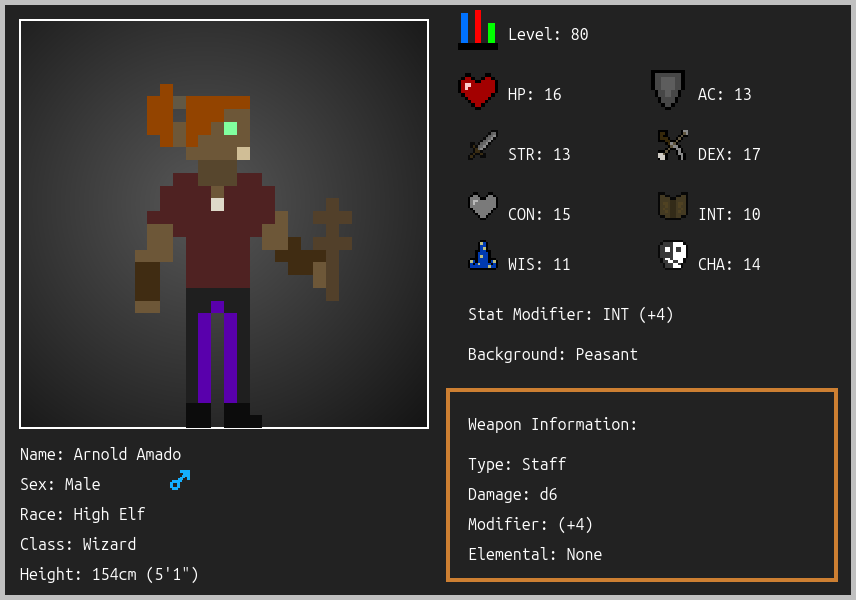 Level: 80
HP: 16
AC: 13
STR: 13
DEX: 17
CON: 15
INT: 10
WIS: 11
CHA: 14
Stat Modifier: INT (+4)
Background: Peasant
Weapon Information:
Type: Staff
Damage: d6
Modifier: (+4)
Elemental: None
Name: Arnold Amado
Sex: Male
Race: High Elf
Class: Wizard
Height: 154cm (5'1")